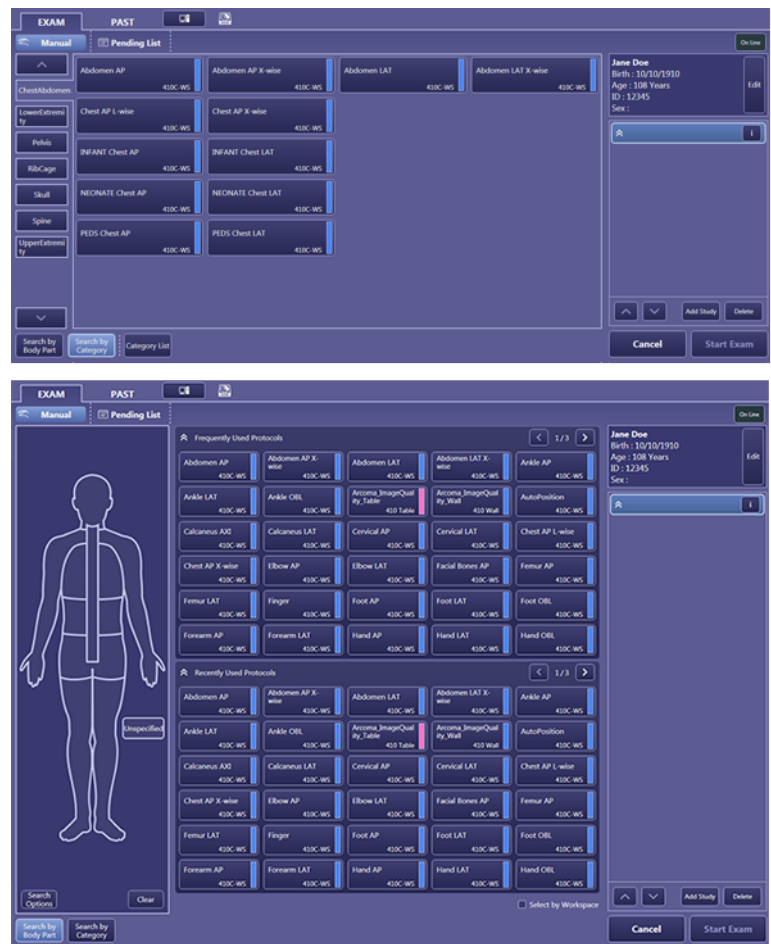 EXAM PAST
Manual Pending List On Line
ChestAbdomen
LowerExtremi
ty
Pelvis
RibCage
Skull
Spine
UpperExtremi
ty
Abdomen AP
410C-WS
Abdomen AP X-wise
410C-WS
Abdomen LAT
410C-WS
Abdomen LAT X-wise
410C-WS
Chest AP L-wise
410C-WS
Chest AP X-wise
410C-WS
INFANT Chest AP
410C-WS
INFANT Chest LAT
410C-WS
NEONATE Chest AP
410C-WS
NEONATE Chest LAT
410C-WS
PEDS Chest AP
410C-WS
PEDS Chest LAT
410C-WS
Jane Doe
Birth : 10/10/1910
Age : 108 Years
ID : 12345
Sex :
Edit
i
Add Study Delete
Search by
Body Part
Search by
Category
Category List
Cancel Start Exam
EXAM PAST
Manual Pending List On Line
Unspecified
Search
Options
Clear
Frequently Used Protocols 1/3
Abdomen AP
410C-WS
Abdomen AP X-
wise
410C-WS
Abdomen LAT
410C-WS
Abdomen LAT X-
wise
410C-WS
Ankle AP
410C-WS
Ankle LAT
410C-WS
Ankle OBL
410C-WS
Arcoma_ImageQual
ity_Table
410 Table
Arcoma_ImageQual
ity_Wall
410 Wall
AutoPosition
410C-WS
Calcaneus AXI
410C-WS
Calcaneus LAT
410C-WS
Cervical AP
410C-WS
Cervical LAT
410C-WS
Chest AP L-wise
410C-WS
Chest AP X-wise
410C-WS
Elbow AP
410C-WS
Elbow LAT
410C-WS
Facial Bones AP
410C-WS
Femur AP
410C-WS
Femur LAT
410C-WS
Finger
410C-WS
Foot AP
410C-WS
Foot LAT
410C-WS
Foot OBL
410C-WS
Forearm AP
410C-WS
Forearm LAT
410C-WS
Hand AP
410C-WS
Hand LAT
410C-WS
Hand OBL
410C-WS
Recently Used Protocols 1/3
Abdomen AP
410C-WS
Abdomen AP X-
wise
410C-WS
Abdomen LAT
410C-WS
Abdomen LAT X-
wise
410C-WS
Ankle AP
410C-WS
Ankle LAT
410C-WS
Ankle OBL
410C-WS
Arcoma_ImageQual
ity_Table
410 Table
Arcoma_ImageQual
ity_Wall
410 Wall
AutoPosition
410C-WS
Calcaneus AXI
410C-WS
Calcaneus LAT
410C-WS
Cervical AP
410C-WS
Cervical LAT
410C-WS
Chest AP L-wise
410C-WS
Chest AP X-wise
410C-WS
Elbow AP
410C-WS
Elbow LAT
410C-WS
Facial Bones AP
410C-WS
Femur AP
410C-WS
Femur LAT
410C-WS
Finger
410C-WS
Foot AP
410C-WS
Foot LAT
410C-WS
Foot OBL
410C-WS
Forearm AP
410C-WS
Forearm LAT
410C-WS
Hand AP
410C-WS
Hand LAT
410C-WS
Hand OBL
410C-WS
Select by Workspace
Jane Doe
Birth : 10/10/1910
Age : 108 Years
ID : 12345
Sex :
Edit
i
Add Study Delete
Search by
Body Part
Search by
Category
Cancel Start Exam